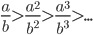 a/b > a²/b² > a³/b³ > ...